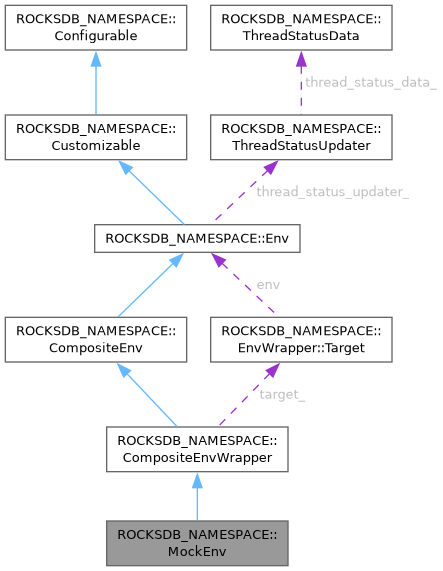 ROCKSDB_NAMESPACE::
Configurable
ROCKSDB_NAMESPACE::
ThreadStatusData
thread_status_data_
ROCKSDB_NAMESPACE::
Customizable
ROCKSDB_NAMESPACE::
ThreadStatusUpdater
thread_status_updater_
ROCKSDB_NAMESPACE::Env
env
ROCKSDB_NAMESPACE::
CompositeEnv
ROCKSDB_NAMESPACE::
EnvWrapper::Target
target_
ROCKSDB_NAMESPACE::
CompositeEnvWrapper
ROCKSDB_NAMESPACE::
MockEnv